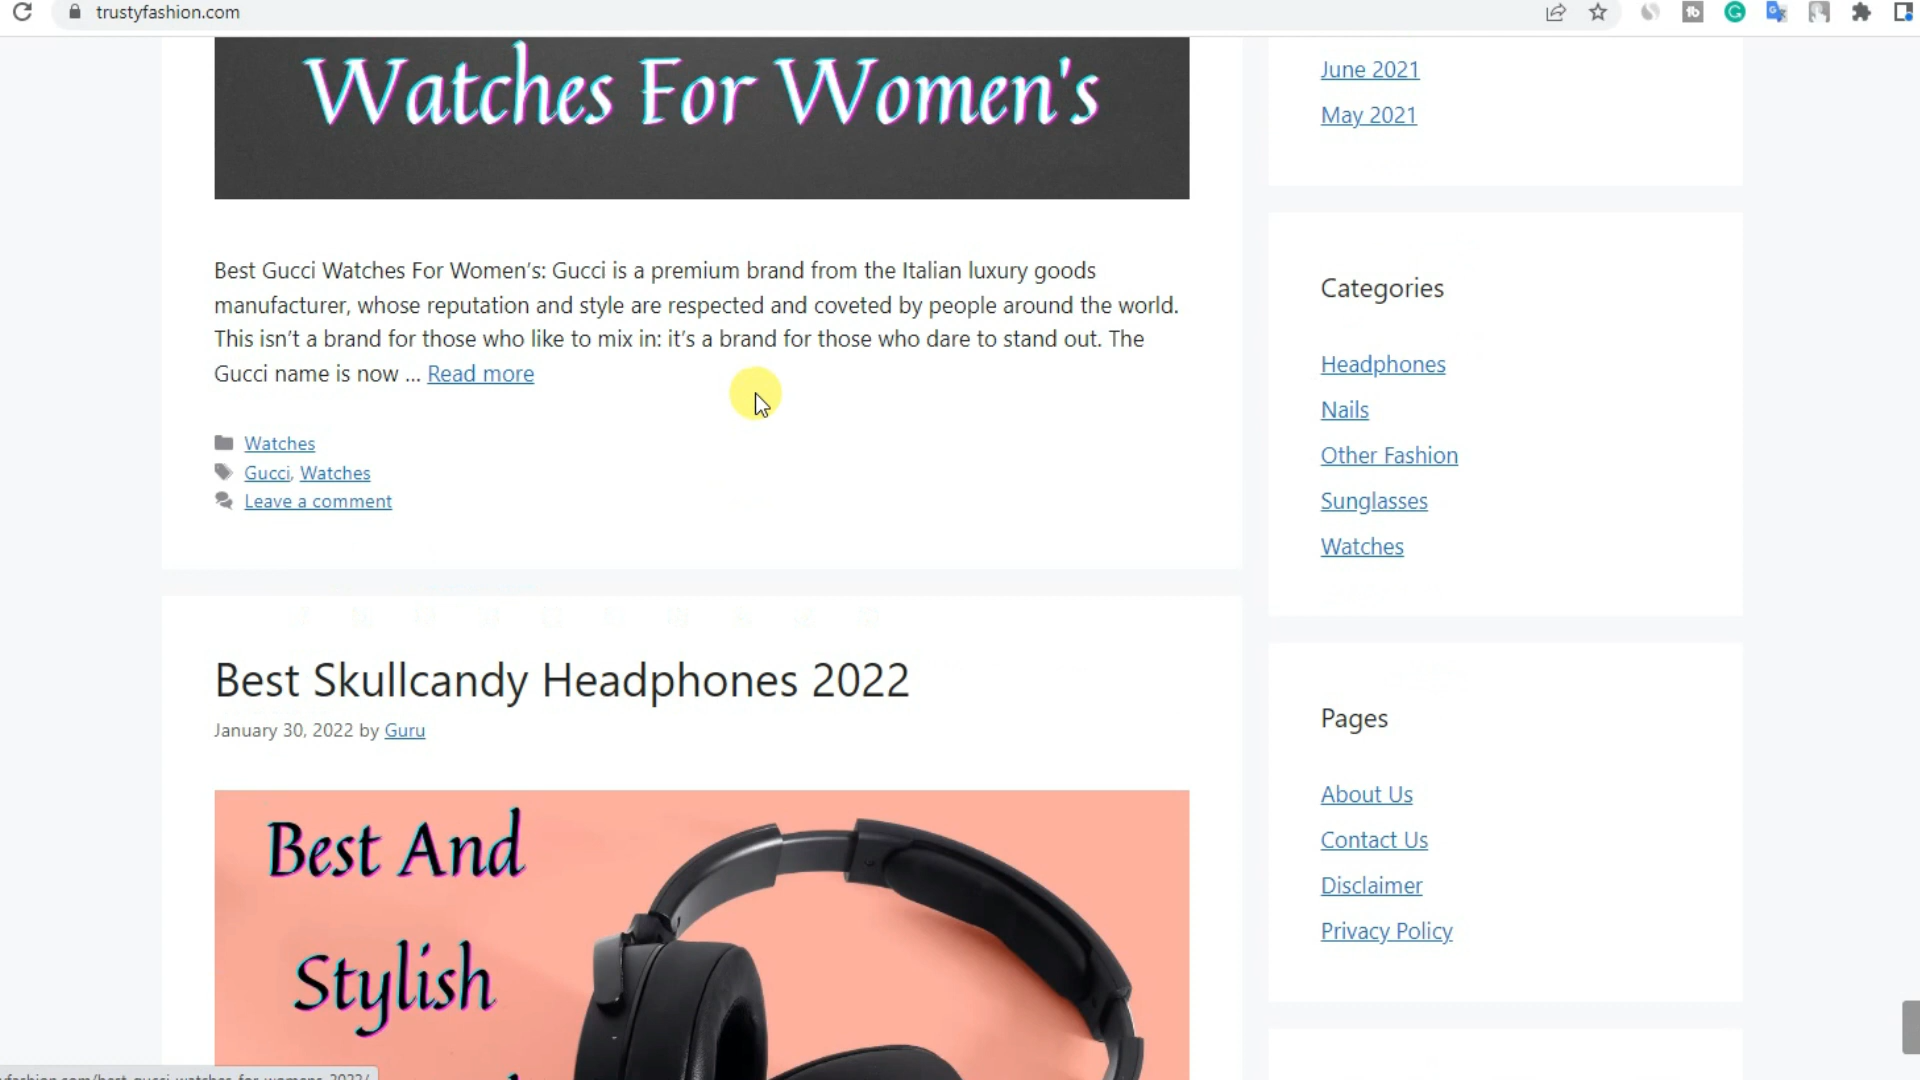 trustyfashion.com
Watches For Women's
Best Gucci Watches For Women’s: Gucci is a premium brand from the Italian luxury goods
manufacturer, whose reputation and style are respected and coveted by people around the world.
This isn’t a brand for those who like to mix in: it’s a brand for those who dare to stand out. The
Gucci name is now ... Read more
Watches
Gucci, Watches
Leave a comment
Best Skullcandy Headphones 2022
January 30, 2022 by Guru
Best And
Stylish
June 2021
May 2021
Categories
Headphones
Nails
Other Fashion
Sunglasses
Watches
Pages
About Us
Contact Us
Disclaimer
Privacy Policy